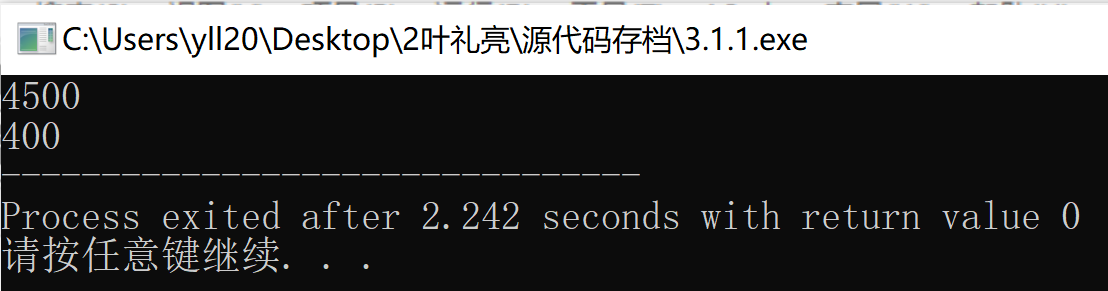 C:\Users\yll20\Desktop\2叶礼亮\源代码存档\3.1.1.exe
4500
400
--------------------------------
Process exited after 2.242 seconds with return value 0
请按任意键继续. . .